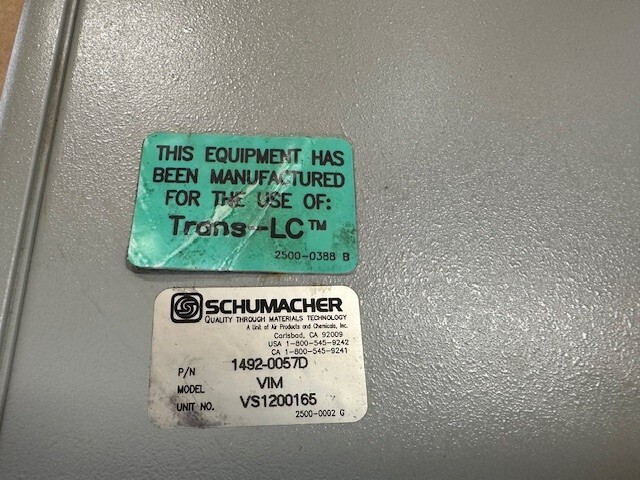 THIS EQUIPMENT HAS
BEEN MANUFACTURED
FOR THE USE OF:
Trans-LC™
2500-0388 B
SCHUMACHER
QUALITY THROUGH MATERIALS TECHNOLOGY
A Unit of Air Products and Chemicals, Inc.
Carlsbad, CA 92009
USA 1-800-545-9242
CA 1-800-545-9241
P/N 1492-0057D
MODEL VIM
UNIT NO. VS1200165
2500-0002 G